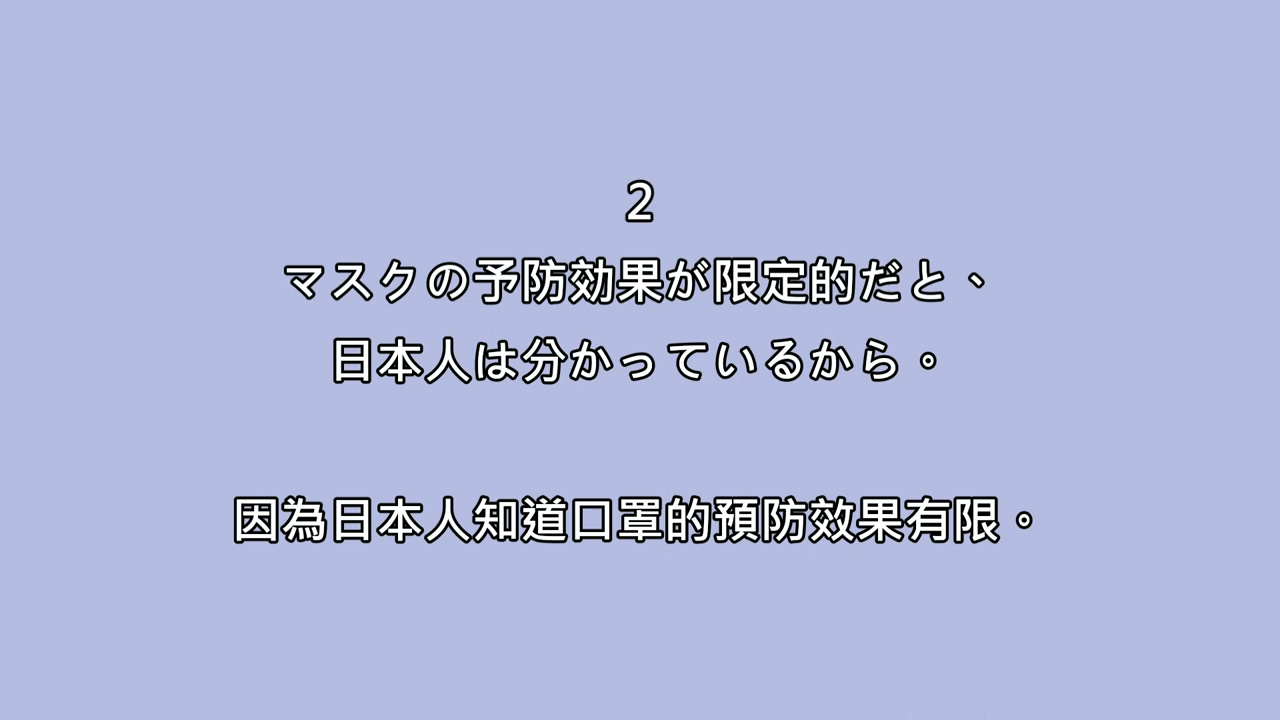 2
マスクの予防効果が限定的だと、
日本人は分かっているから。
因為日本人知道口罩的預防效果有限。